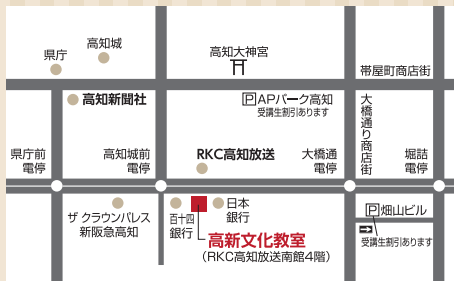 高知城
県庁
高知大神宮
帯屋町商店街
高知新聞社
P APパーク高知
受講生割引あります
大橋通り商店街
県庁前
電停
高知城前
電停
RKC高知放送
大橋通
電停
堀詰
電停
ザ クラウンパレス
新阪急高知
百十四
銀行
日本
銀行
P 畑山ビル
受講生割引あります
高新文化教室
(RKC高知放送南館4階)